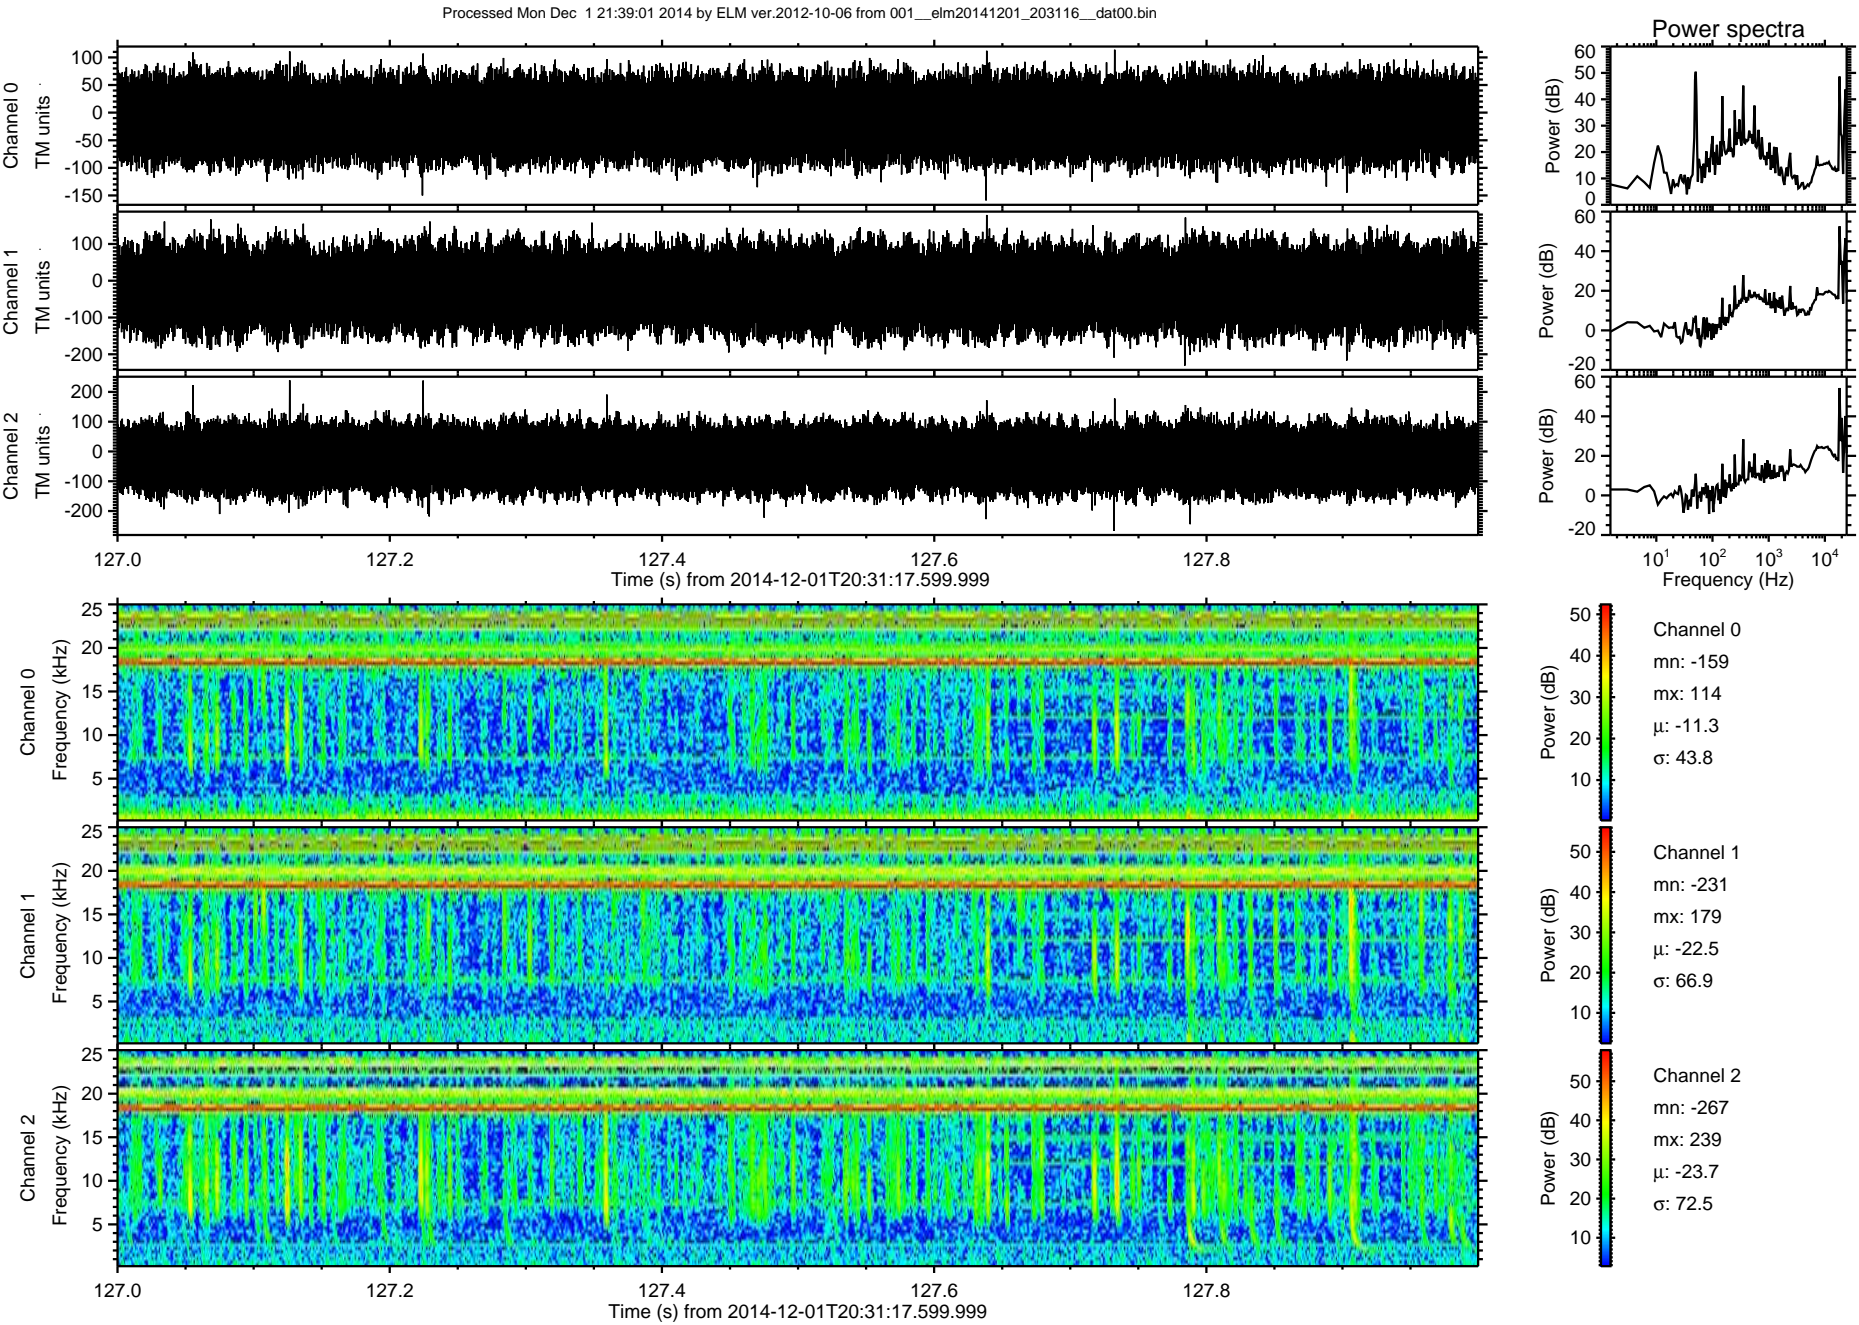 Processed Mon Dec  1 21:39:01 2014 by ELM ver.2012-10-06 from 001__elm20141201_203116__dat00.bin
Power spectra
Channel 0
TM units
100
50
0
-50
-100
-150
Power (dB)
60
50
40
30
20
10
0
Channel 1
TM units
100
0
-100
-200
Power (dB)
60
40
20
0
-20
Channel 2
TM units
200
100
0
-100
-200
Power (dB)
60
40
20
0
-20
127.0 127.2 127.4 127.6 127.8
Time (s) from 2014-12-01T20:31:17.599.999
10¹ 10² 10³ 10⁴
Frequency (Hz)
Channel 0
Frequency (kHz)
25
20
15
10
5
Power (dB)
50
40
30
20
10
Channel 0
mn: -159
mx: 114
µ: -11.3
σ: 43.8
Channel 1
Frequency (kHz)
25
20
15
10
5
Power (dB)
50
40
30
20
10
Channel 1
mn: -231
mx: 179
µ: -22.5
σ: 66.9
Channel 2
Frequency (kHz)
25
20
15
10
5
Power (dB)
50
40
30
20
10
Channel 2
mn: -267
mx: 239
µ: -23.7
σ: 72.5
127.0 127.2 127.4 127.6 127.8
Time (s) from 2014-12-01T20:31:17.599.999